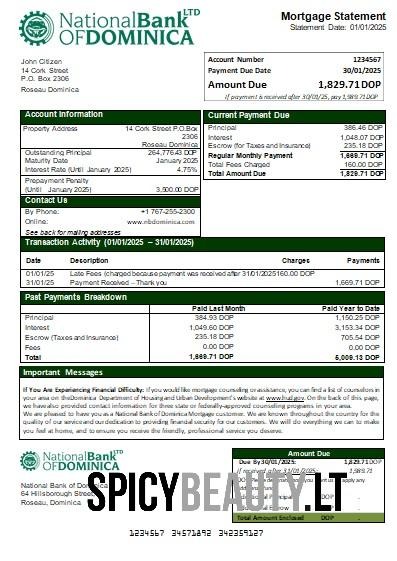 NationalBank LTD
OF DOMINICA
Mortgage Statement
Statement Date: 01/01/2025
John Citizen
14 Cork Street
P.O. Box 2306
Roseau Dominica
Account Number 1234567
Payment Due Date 30/01/2025
Amount Due 1,829.71 DOP
If payment is received after 30/01/25, pay 1,989.71 DOP
Account Information
Property Address 14 Cork Street P.O.Box
2306
Roseau Dominica
Outstanding Principal 264,776.43 DOP
Maturity Date January 2025
Interest Rate (Until January 2025) 4.75%
Prepayment Penalty
(Until January 2025) 3,500.00 DOP
Contact Us
By Phone: +1 767-255-2300
Online: www.nbdominica.com
See back for mailing addresses
Current Payment Due
Principal 386.46 DOP
Interest 1,048.07 DOP
Escrow (for Taxes and Insurance) 235.18 DOP
Regular Monthly Payment 1,669.71 DOP
Total Fees Charged 160.00 DOP
Total Amount Due 1,829.71 DOP
Transaction Activity (01/01/2025 – 31/01/2025)
Date Description Charges Payments
01/01/25 Late Fees (charged because payment was received after 31/01/2025160.00 DOP
31/01/25 Payment Received – Thank you 1,669.71 DOP
Past Payments Breakdown
Paid Last Month Paid Year to Date
Principal 384.93 DOP 1,150.25 DOP
Interest 1,049.60 DOP 3,153.34 DOP
Escrow (Taxes and Insurance) 235.18 DOP 705.54 DOP
Fees 0.00 DOP 0.00 DOP
Total 1,669.71 DOP 5,009.13 DOP
Important Messages
If You Are Experiencing Financial Difficulty: If you would like mortgage counseling or assistance, you can find a list of counselors in
your area on the Dominica Department of Housing and Urban Development's website at www.hud.gov. On the back of this page,
we have also provided contact information for three state or federally-approved counseling programs in your area.
We are pleased to have you as a National Bank of Dominica Mortgage customer. We are known throughout the country for the
quality of our service and our dedication to providing financial security for our customers. We will do everything we can to make
you feel at home, and to ensure you receive the friendly, professional service you deserve.
NationalBank LTD
OF DOMINICA
National Bank of Dominica
64 Hillsborough Street,
Roseau, Dominica
Amount Due
Due By 30/01/2025: 1,829.71 DOP
If received after 31/01/2025: 1,989.71
Total Amount Enclosed DOP .
SPICYBEAUTY.LT
1234567 34571892 342359127